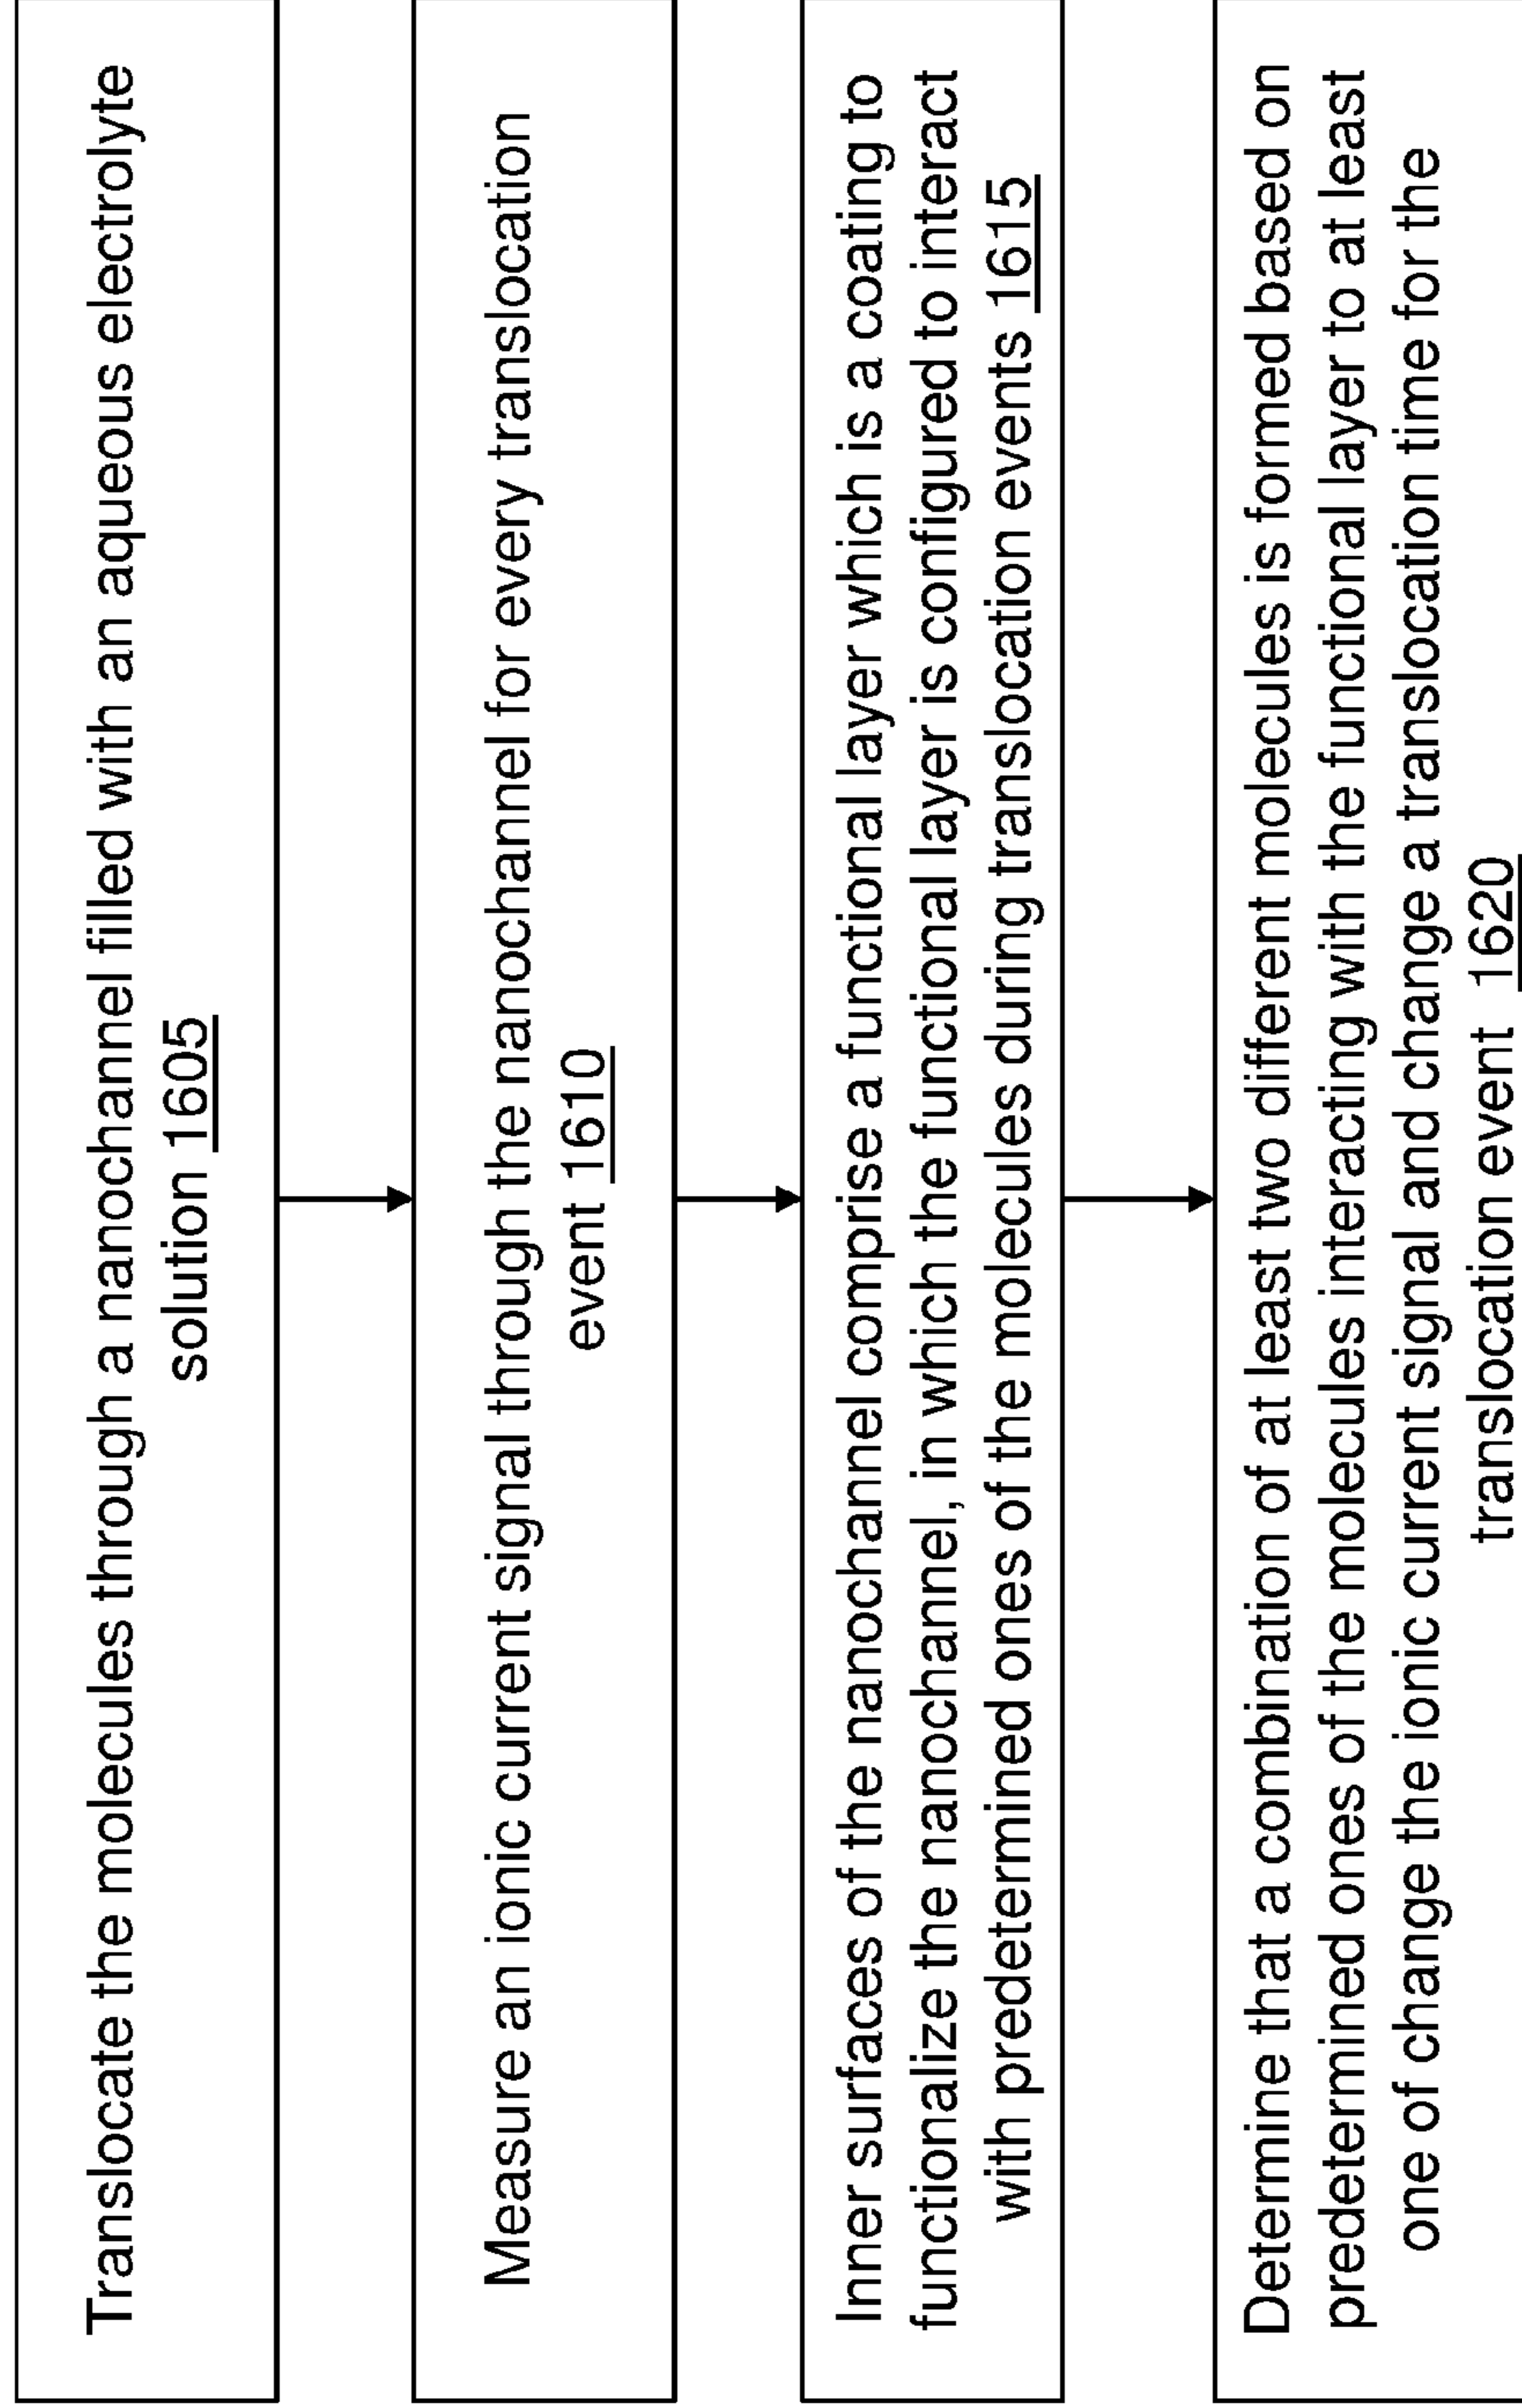 Translocate the molecules through a nanochannel filled with an aqueous electrolyte
solution 1605
Measure an ionic current signal through the nanochannel for every translocation
event 1610
Inner surfaces of the nanochannel comprise a functional layer which is a coating to
functionalize the nanochannel, in which the functional layer is configured to interact
with predetermined ones of the molecules during translocation events 1615
Determine that a combination of at least two different molecules is formed based on
predetermined ones of the molecules interacting with the functional layer to at least
one of change the ionic current signal and change a translocation time for the
translocation event 1620